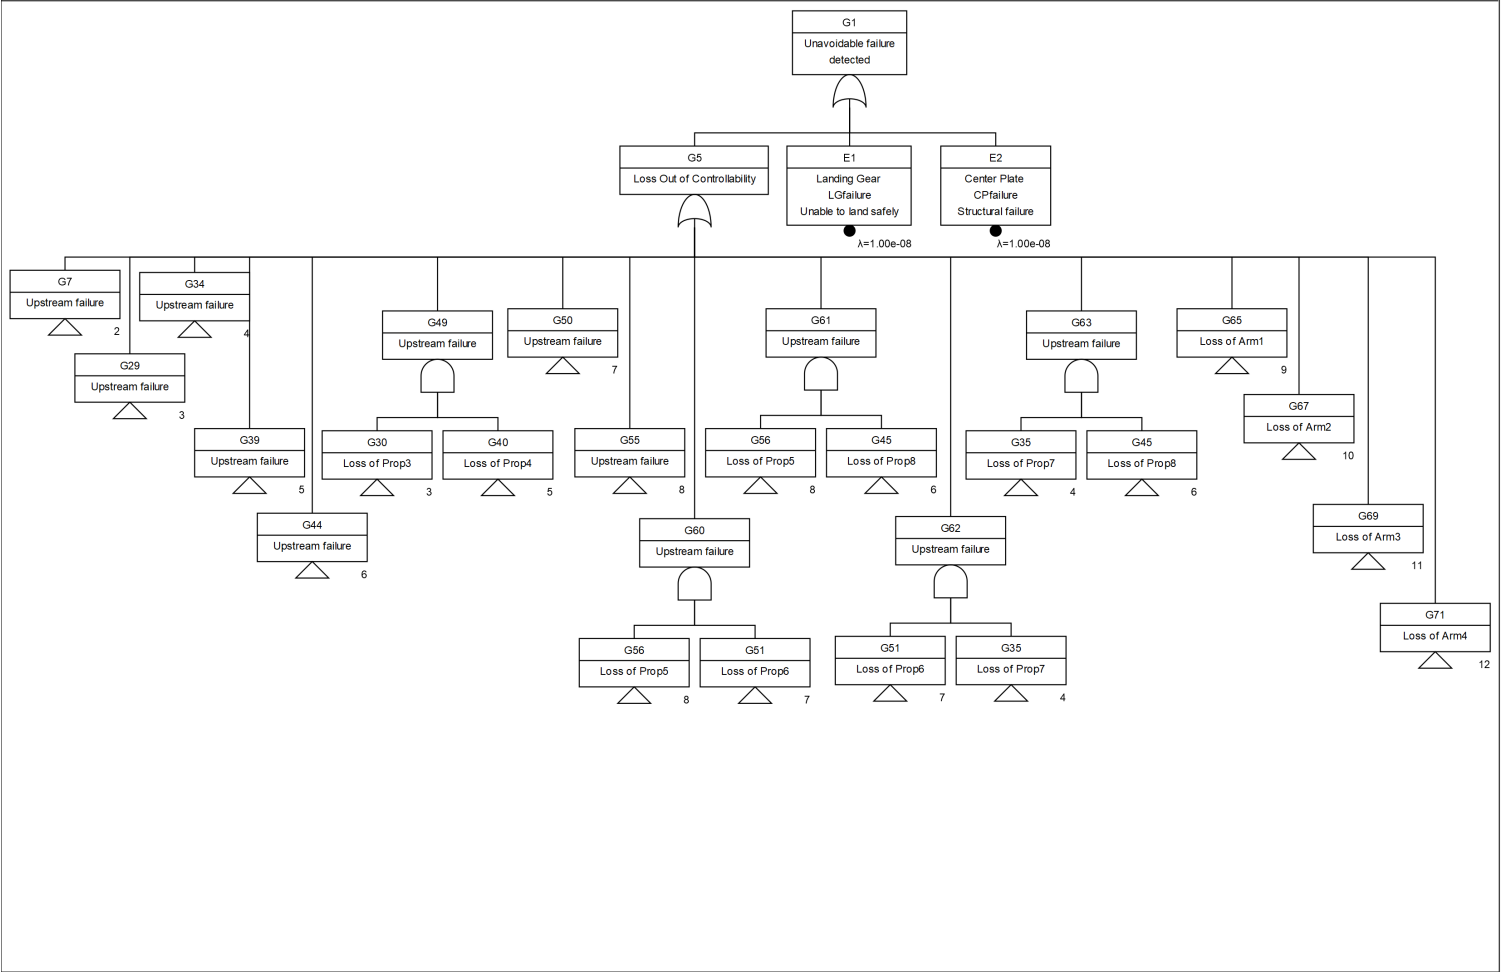 G1
Unavoidable failure
detected
G5
Loss Out of Controllability
E1
Landing Gear
LGfailure
Unable to land safely
λ=1.00e-08
E2
Center Plate
CPfailure
Structural failure
λ=1.00e-08
G7
Upstream failure
2
G34
Upstream failure
4
G29
Upstream failure
3
G49
Upstream failure
G50
Upstream failure
7
G61
Upstream failure
G63
Upstream failure
G65
Loss of Arm1
9
G67
Loss of Arm2
10
G39
Upstream failure
5
G30
Loss of Prop3
3
G40
Loss of Prop4
5
G55
Upstream failure
8
G56
Loss of Prop5
8
G45
Loss of Prop8
6
G35
Loss of Prop7
4
G45
Loss of Prop8
6
G44
Upstream failure
6
G60
Upstream failure
G62
Upstream failure
G69
Loss of Arm3
11
G71
Loss of Arm4
12
G56
Loss of Prop5
8
G51
Loss of Prop6
7
G51
Loss of Prop6
7
G35
Loss of Prop7
4